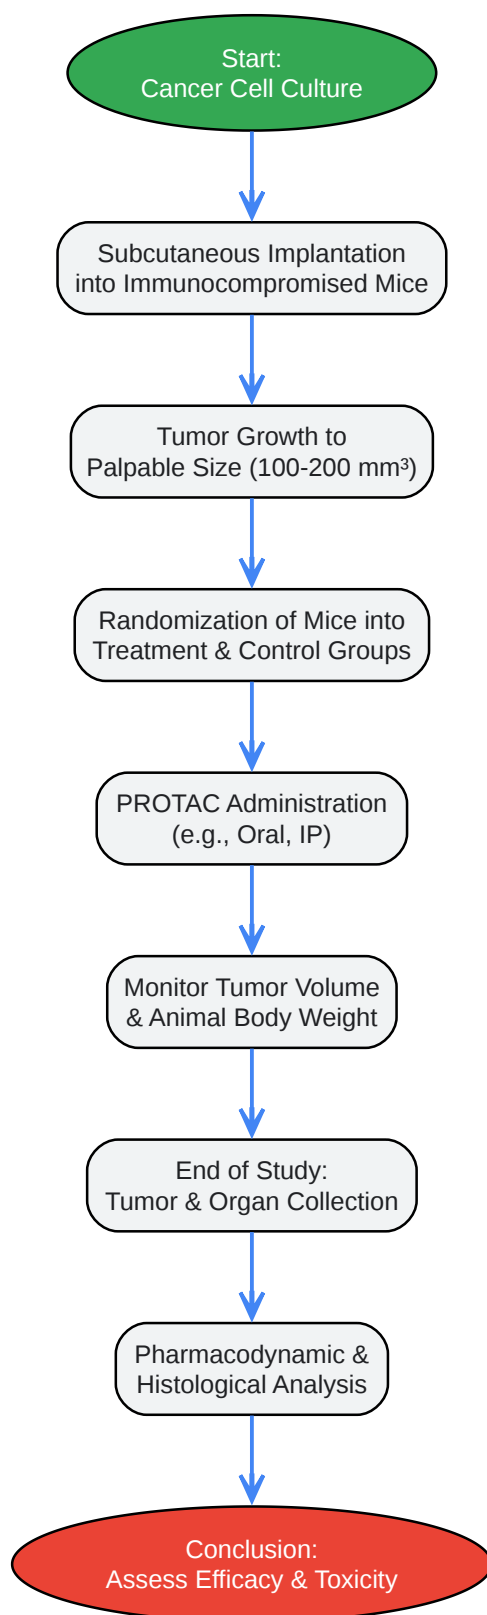 Start:
Cancer Cell Culture
Subcutaneous Implantation
into Immunocompromised Mice
Tumor Growth to
Palpable Size (100-200 mm³)
Randomization of Mice into
Treatment & Control Groups
PROTAC Administration
(e.g., Oral, IP)
Monitor Tumor Volume
& Animal Body Weight
End of Study:
Tumor & Organ Collection
Pharmacodynamic &
Histological Analysis
Conclusion:
Assess Efficacy & Toxicity